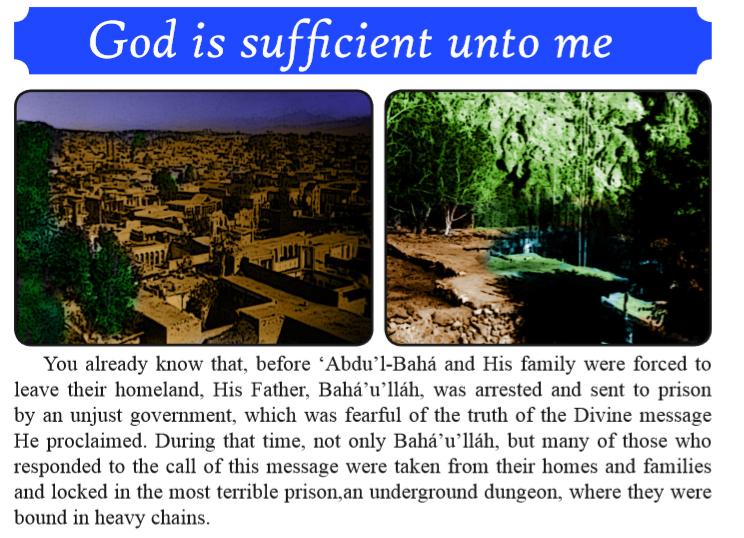 God is sufficient unto me
You already know that, before ‘Abdu’l-Bahá and His family were forced to
leave their homeland, His Father, Bahá’u’lláh, was arrested and sent to prison
by an unjust government, which was fearful of the truth of the Divine message
He proclaimed. During that time, not only Bahá’u’lláh, but many of those who
responded to the call of this message were taken from their homes and families
and locked in the most terrible prison,an underground dungeon, where they were
bound in heavy chains.